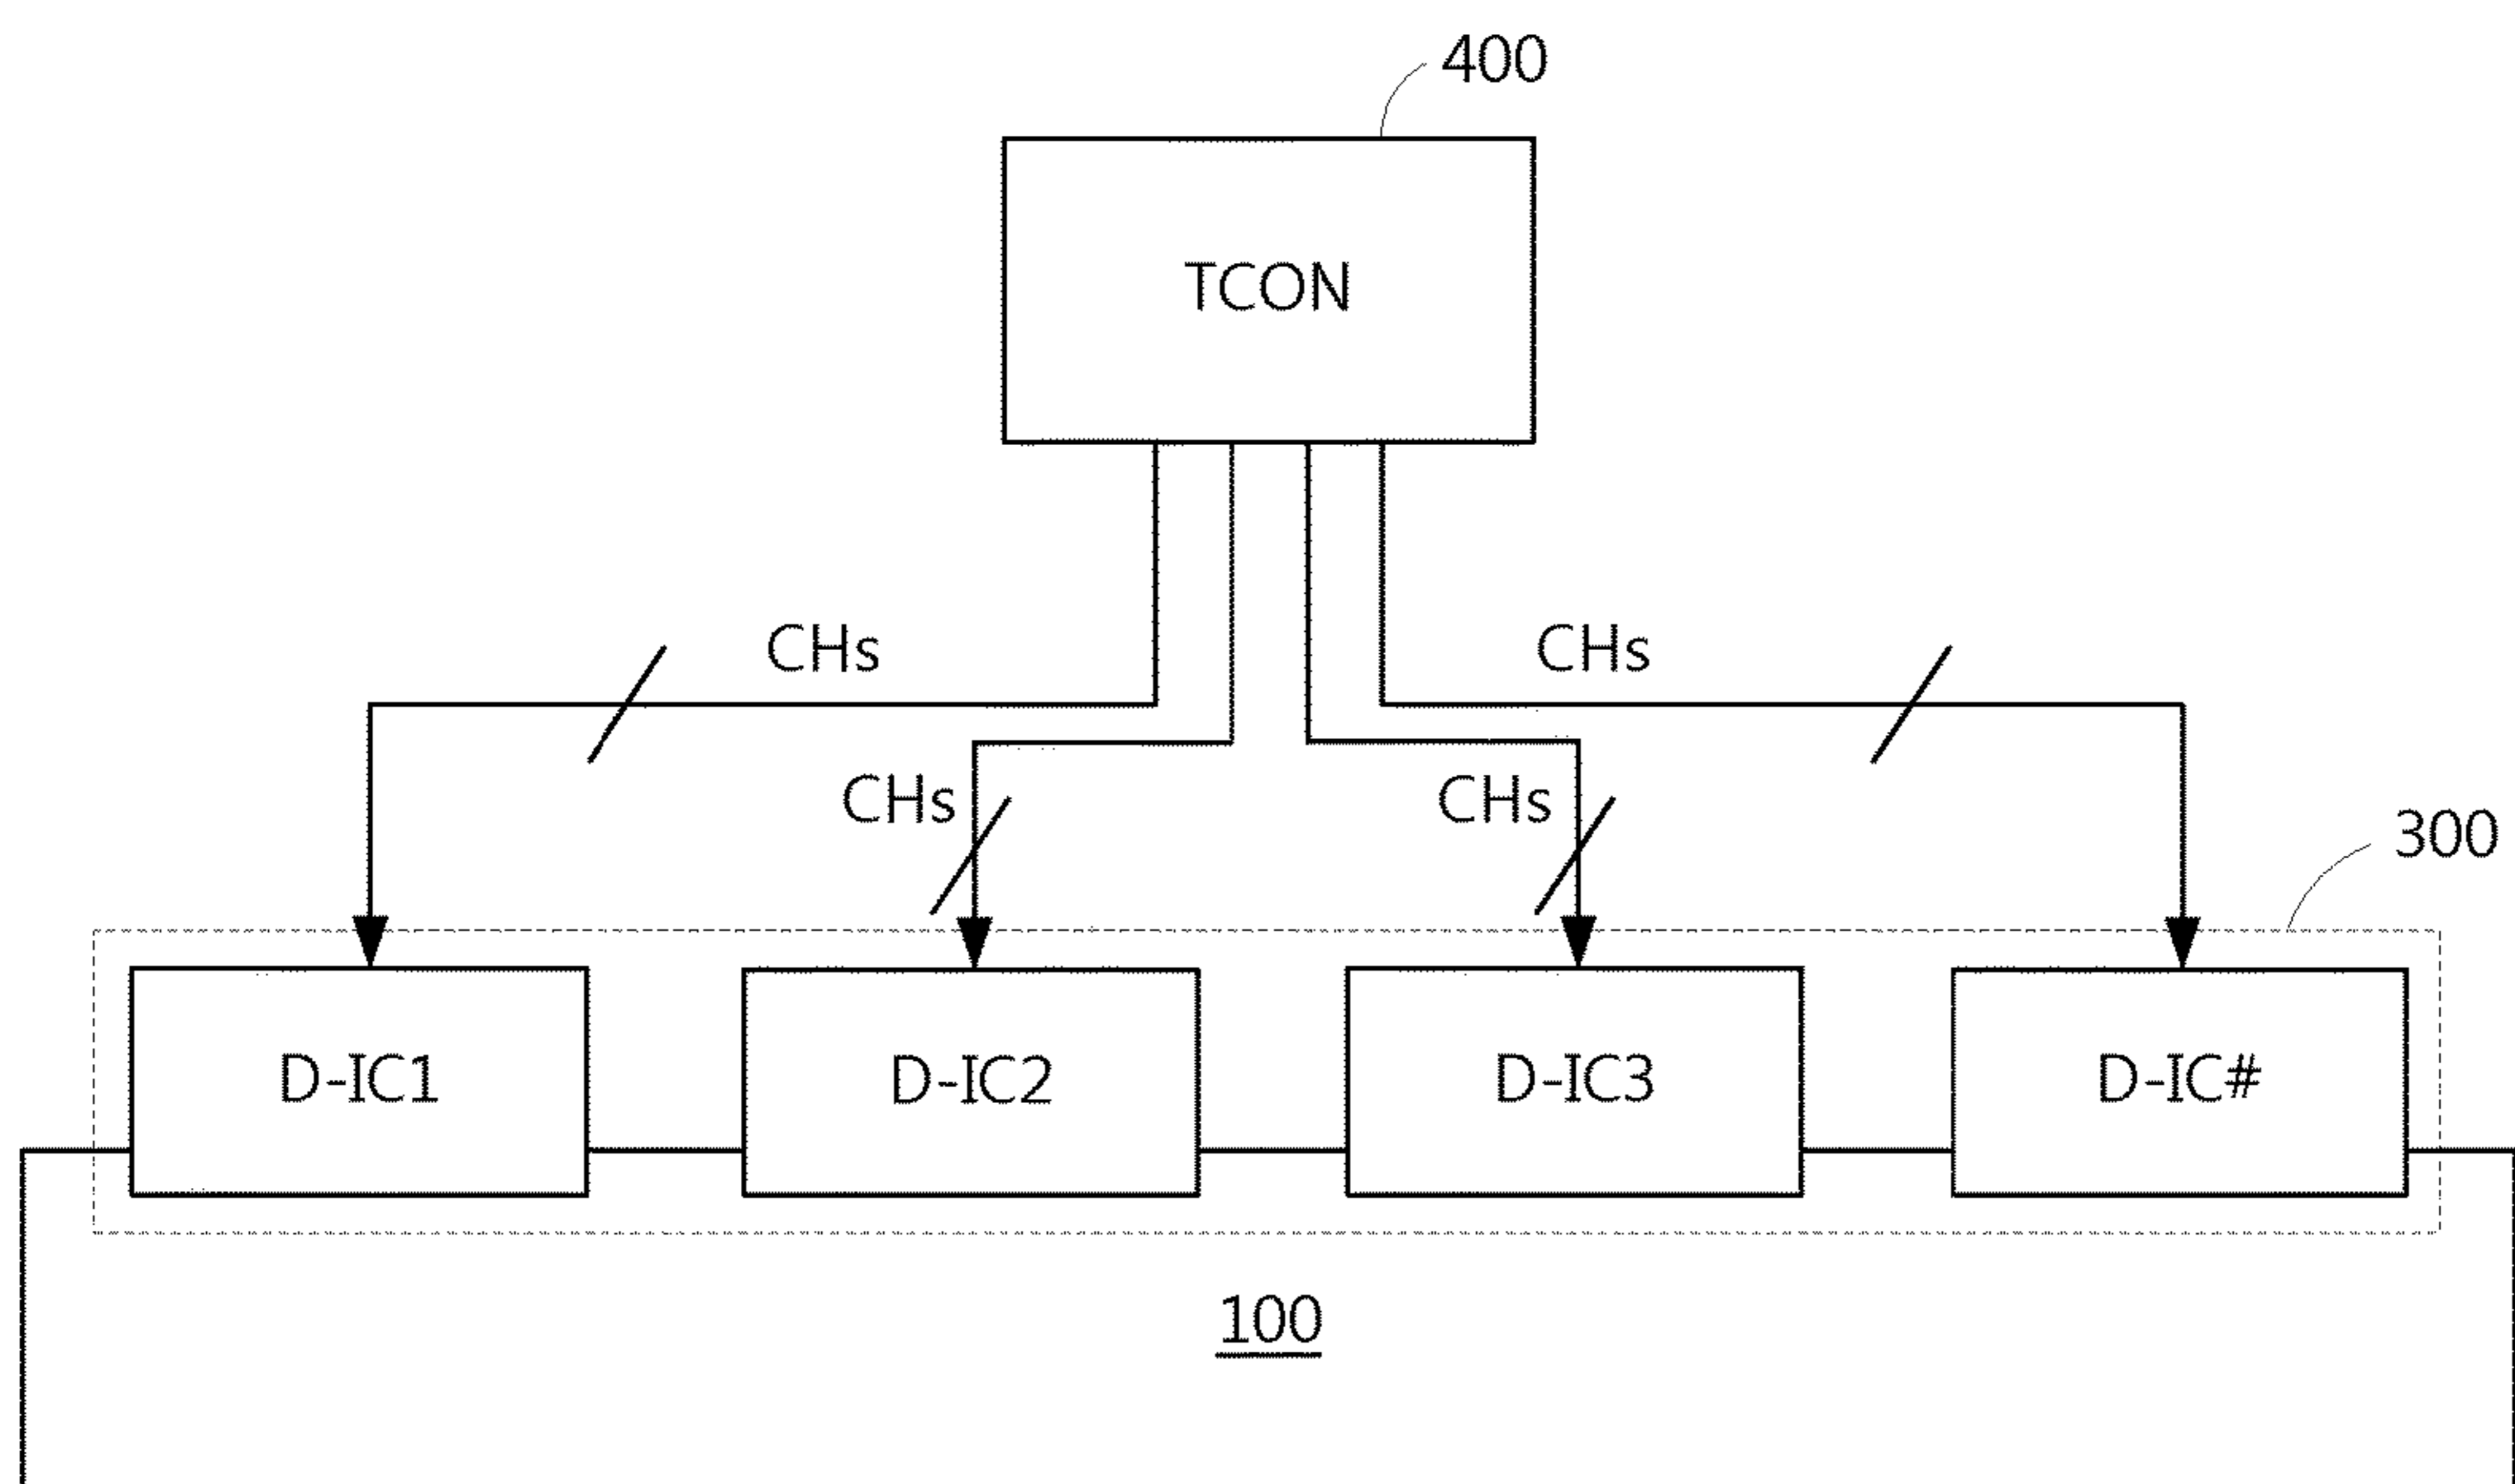 400
TCON
CHs CHs
CHs CHs
300
D-IC1 D-IC2 D-IC3 D-IC#
100